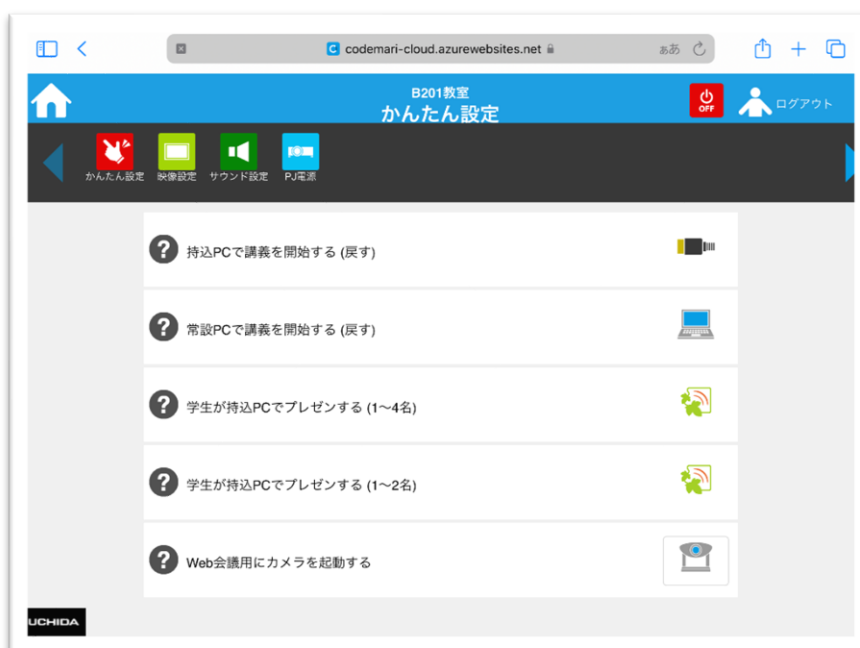 codemari-cloud.azurewebsites.net
ぁあ
B201教室
かんたん設定
OFF
ログアウト
かんたん設定 映像設定 サウンド設定 PJ電源
? 持込PCで講義を開始する (戻す)
? 常設PCで講義を開始する (戻す)
? 学生が持込PCでプレゼンする (1〜4名)
? 学生が持込PCでプレゼンする (1〜2名)
? Web会議用にカメラを起動する
UCHIDA